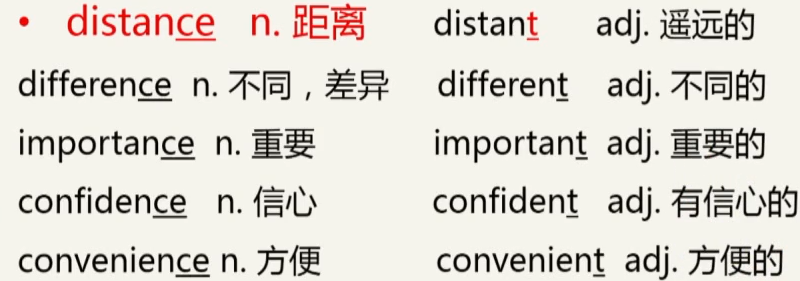 • distance n. 距离 distant adj. 遥远的
difference n. 不同，差异 different adj. 不同的
importance n. 重要 important adj. 重要的
confidence n. 信心 confident adj. 有信心的
convenience n. 方便 convenient adj. 方便的